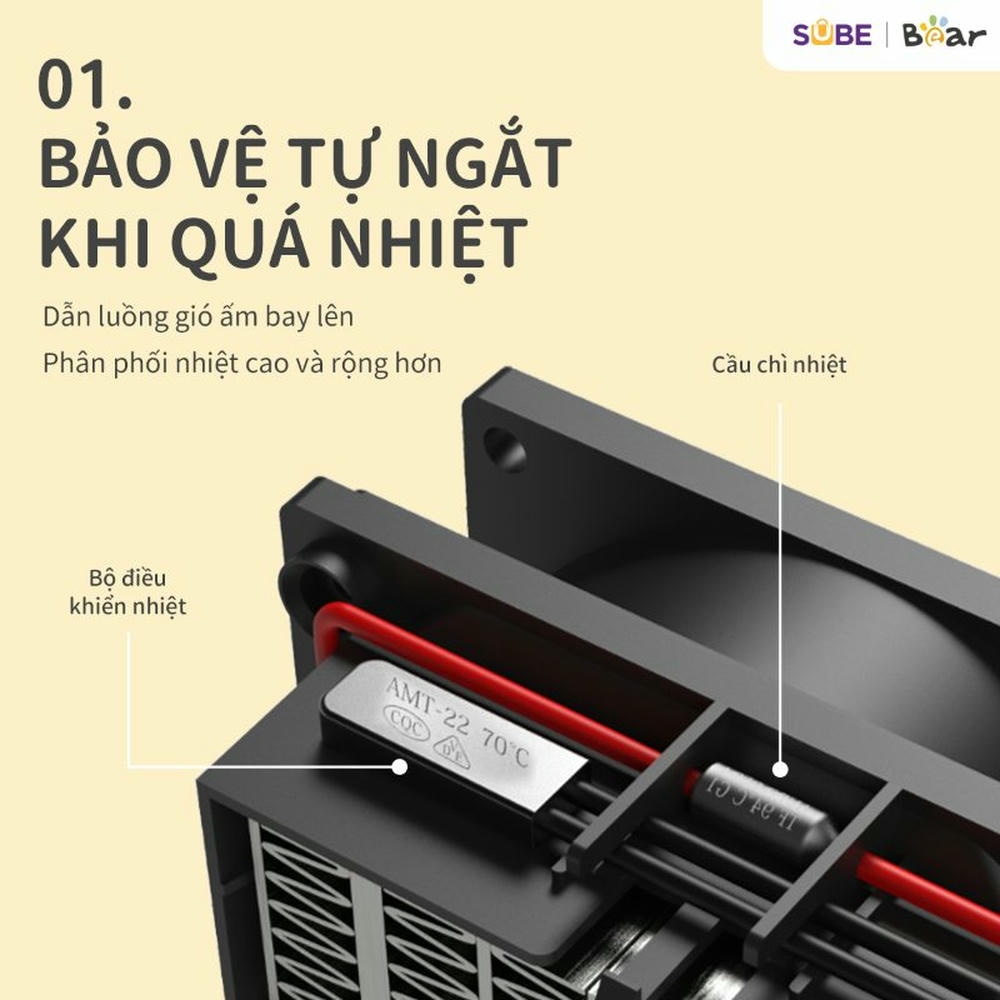 SUBE | Bear
01.
BẢO VỆ TỰ NGẮT
KHI QUÁ NHIỆT
Dẫn luồng gió ấm bay lên
Phân phối nhiệt cao và rộng hơn
Cầu chì nhiệt
Bộ điều
khiển nhiệt
AMT-22 70°C
CQC